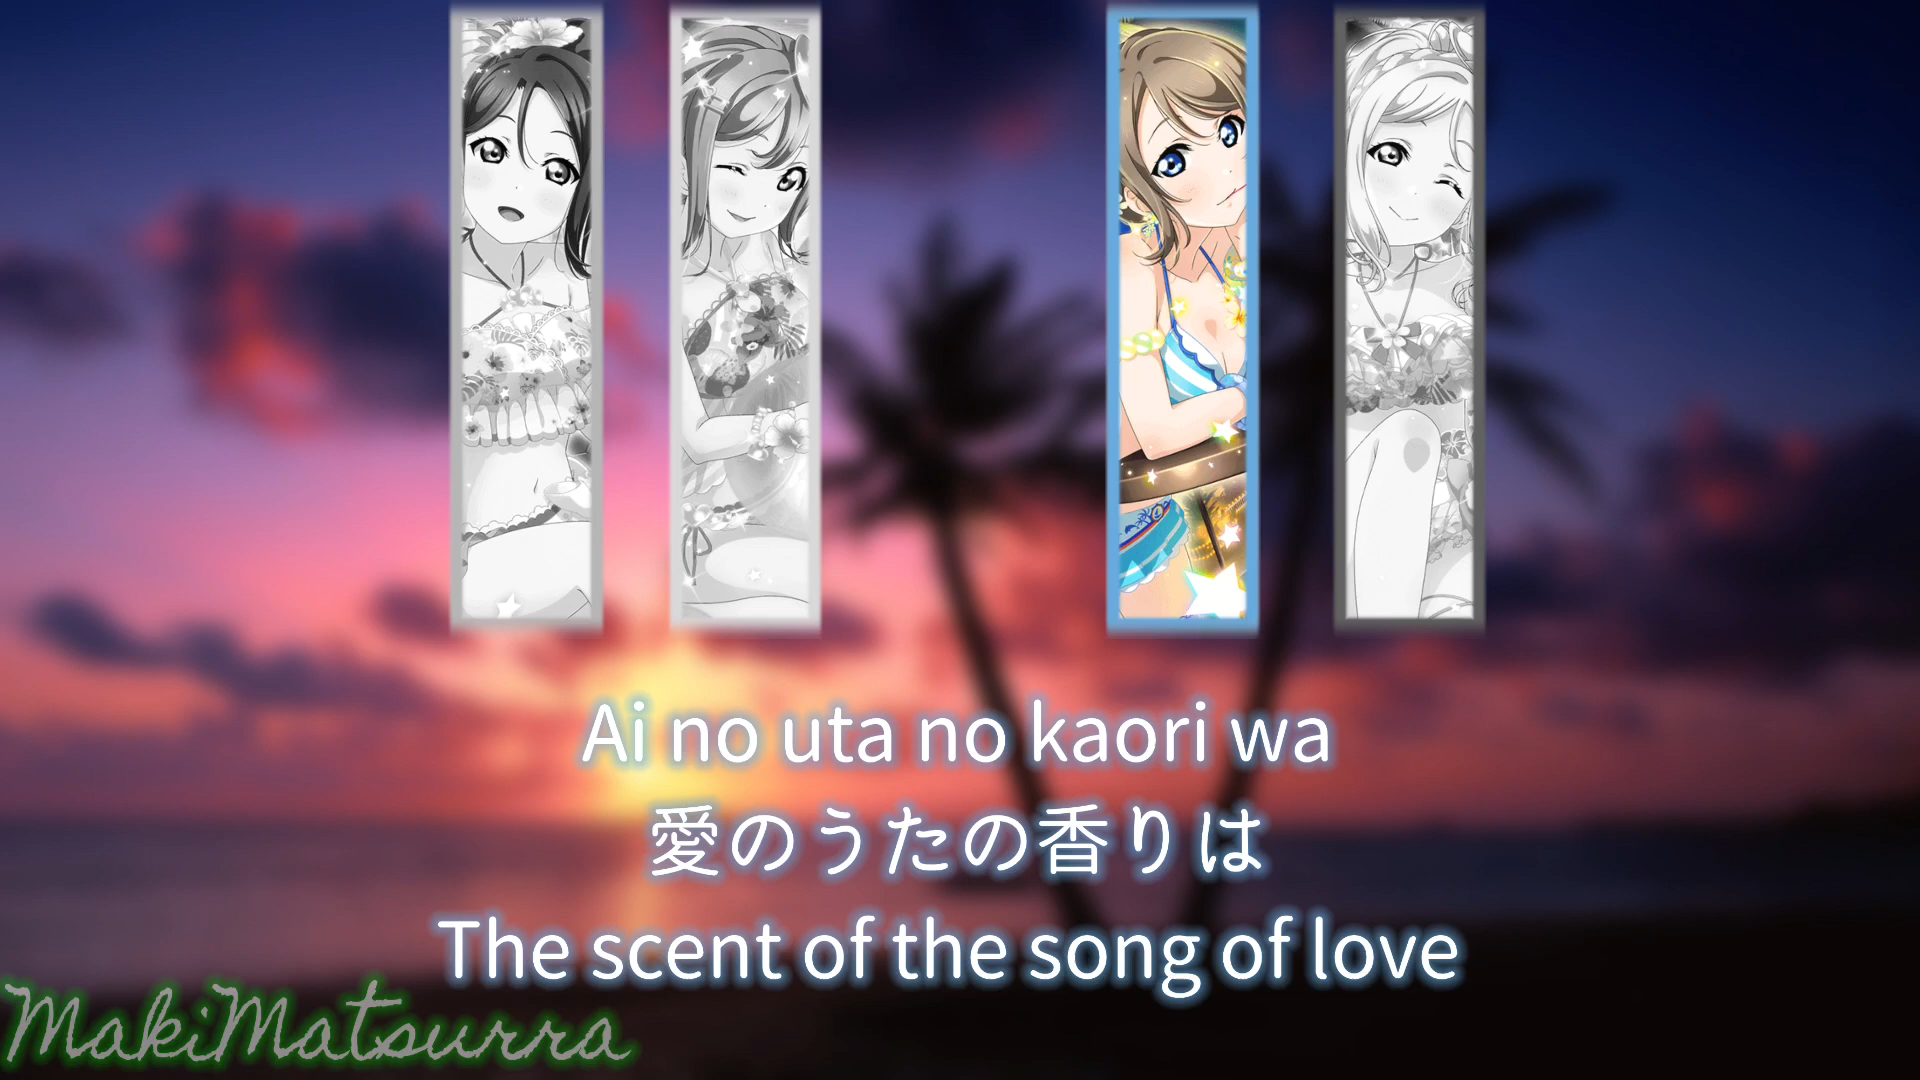 Ai no uta no kaori wa
愛のうたの香りは
The scent of the song of love
MakiMatsurra